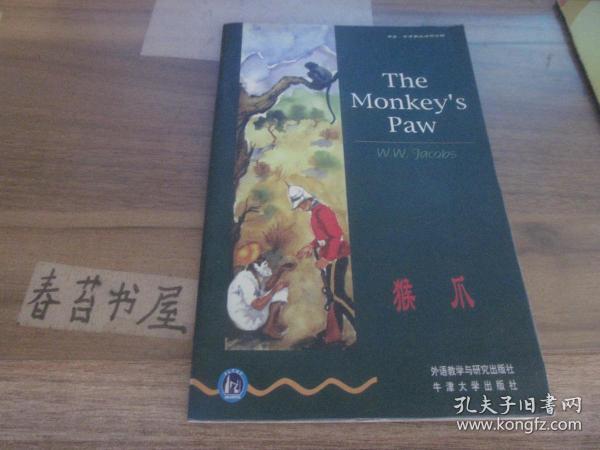 The
Monkey's
Paw
W.W. Jacobs
猴 爪
外语教学与研究出版社
牛津大学出版社
春苔书屋
孔夫子旧書网
www.kongfz.com